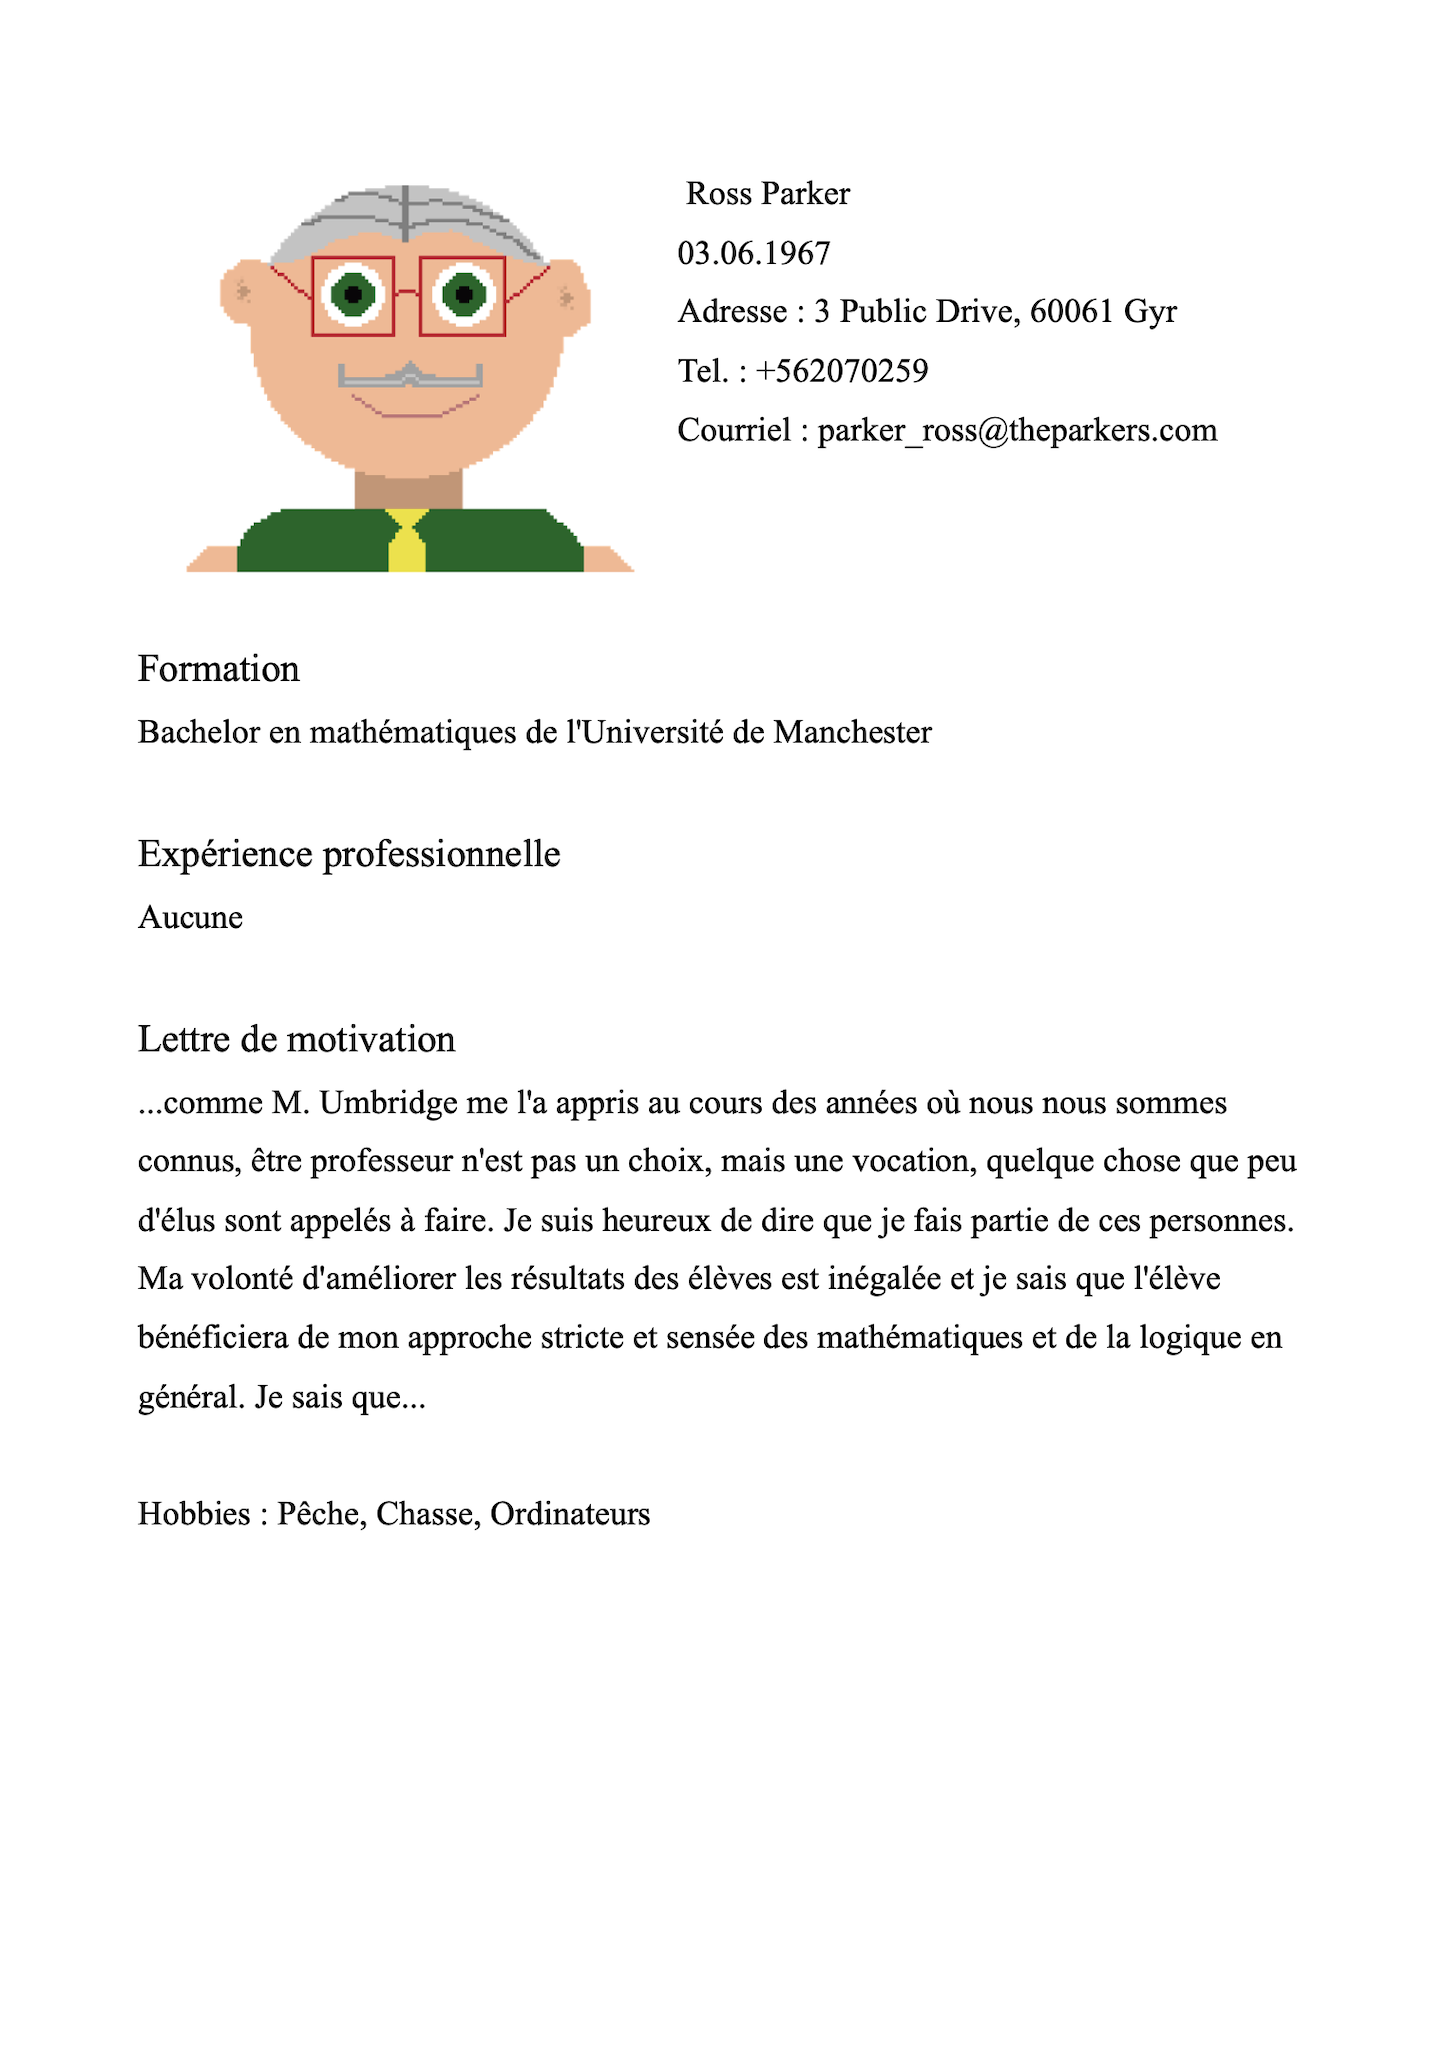 Ross Parker
03.06.1967
Adresse : 3 Public Drive, 60061 Gyr
Tel. : +562070259
Courriel : parker_ross@theparkers.com
Formation
Bachelor en mathématiques de l'Université de Manchester
Expérience professionnelle
Aucune
Lettre de motivation
...comme M. Umbridge me l'a appris au cours des années où nous nous sommes
connus, être professeur n'est pas un choix, mais une vocation, quelque chose que peu
d'élus sont appelés à faire. Je suis heureux de dire que je fais partie de ces personnes.
Ma volonté d'améliorer les résultats des élèves est inégalée et je sais que l'élève
bénéficiera de mon approche stricte et sensée des mathématiques et de la logique en
général. Je sais que...
Hobbies : Pêche, Chasse, Ordinateurs